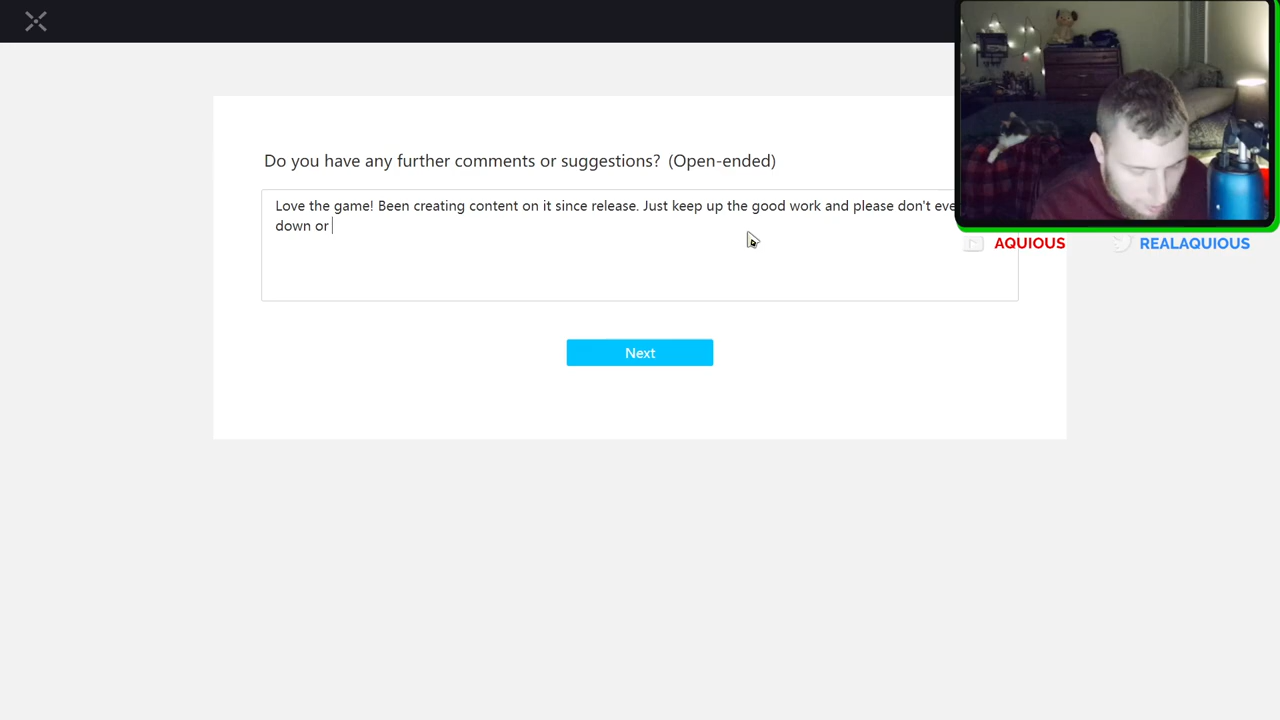 Do you have any further comments or suggestions? (Open-ended)
Love the game! Been creating content on it since release. Just keep up the good work and please don't
down or
AQUIOUS
REALAQUIOUS
Next